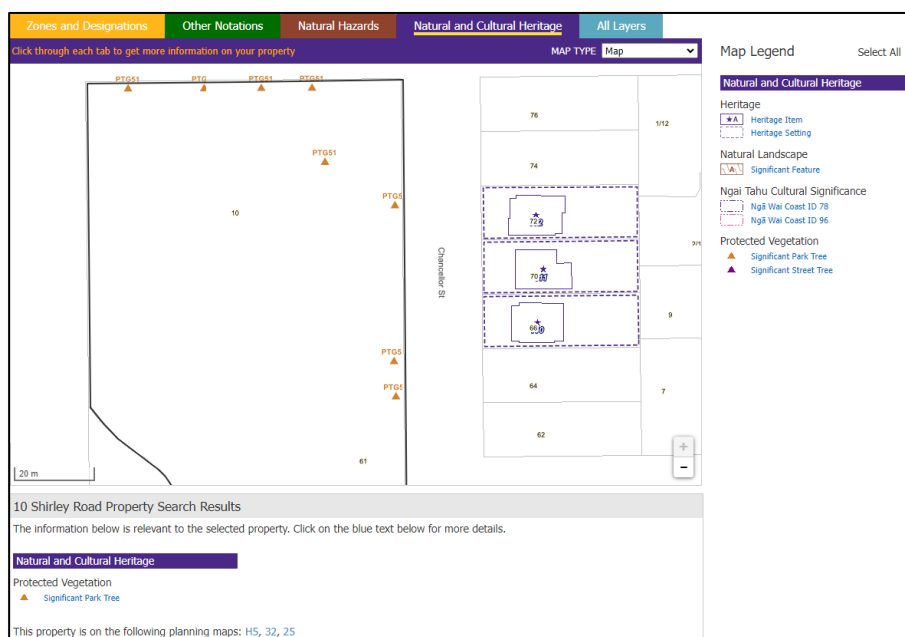 Zones and Designations
Other Notations
Natural Hazards
Natural and Cultural Heritage
All Layers
Click through each tab to get more information on your property
MAP TYPE Map
Map Legend
Select All
Natural and Cultural Heritage
Heritage
A Heritage Item
Heritage Setting
Natural Landscape
A Significant Feature
Ngai Tahu Cultural Significance
Ngā Wai Coast ID 78
Ngā Wai Coast ID 96
Protected Vegetation
Significant Park Tree
Significant Street Tree
PTG51
PTG
PTG51
PTG51
PTG51
PTG5
10
PTG5
PTG5
61
20 m
Chancellor St
76
74
72
70
66
64
62
1/12
9
7
+
-
10 Shirley Road Property Search Results
The information below is relevant to the selected property. Click on the blue text below for more details.
Natural and Cultural Heritage
Protected Vegetation
Significant Park Tree
This property is on the following planning maps: H5, 32, 25